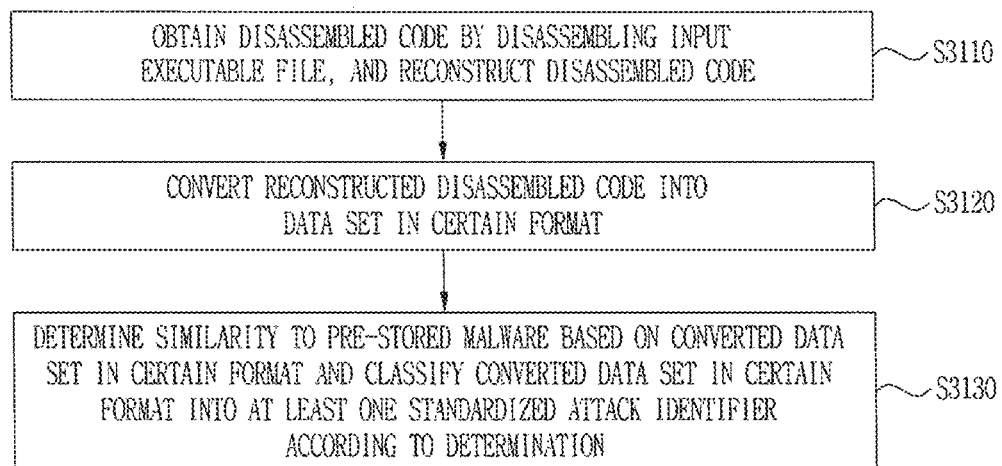 OBTAIN DISASSEMBLED CODE BY DISASSEMBLING INPUT
EXECUTABLE FILE, AND RECONSTRUCT DISASSEMBLED CODE
S3110
CONVERT RECONSTRUCTED DISASSEMBLED CODE INTO
DATA SET IN CERTAIN FORMAT
S3120
DETERMINE SIMILARITY TO PRE-STORED MALWARE BASED ON CONVERTED DATA
SET IN CERTAIN FORMAT AND CLASSIFY CONVERTED DATA SET IN CERTAIN
FORMAT INTO AT LEAST ONE STANDARDIZED ATTACK IDENTIFIER
ACCORDING TO DETERMINATION
S3130